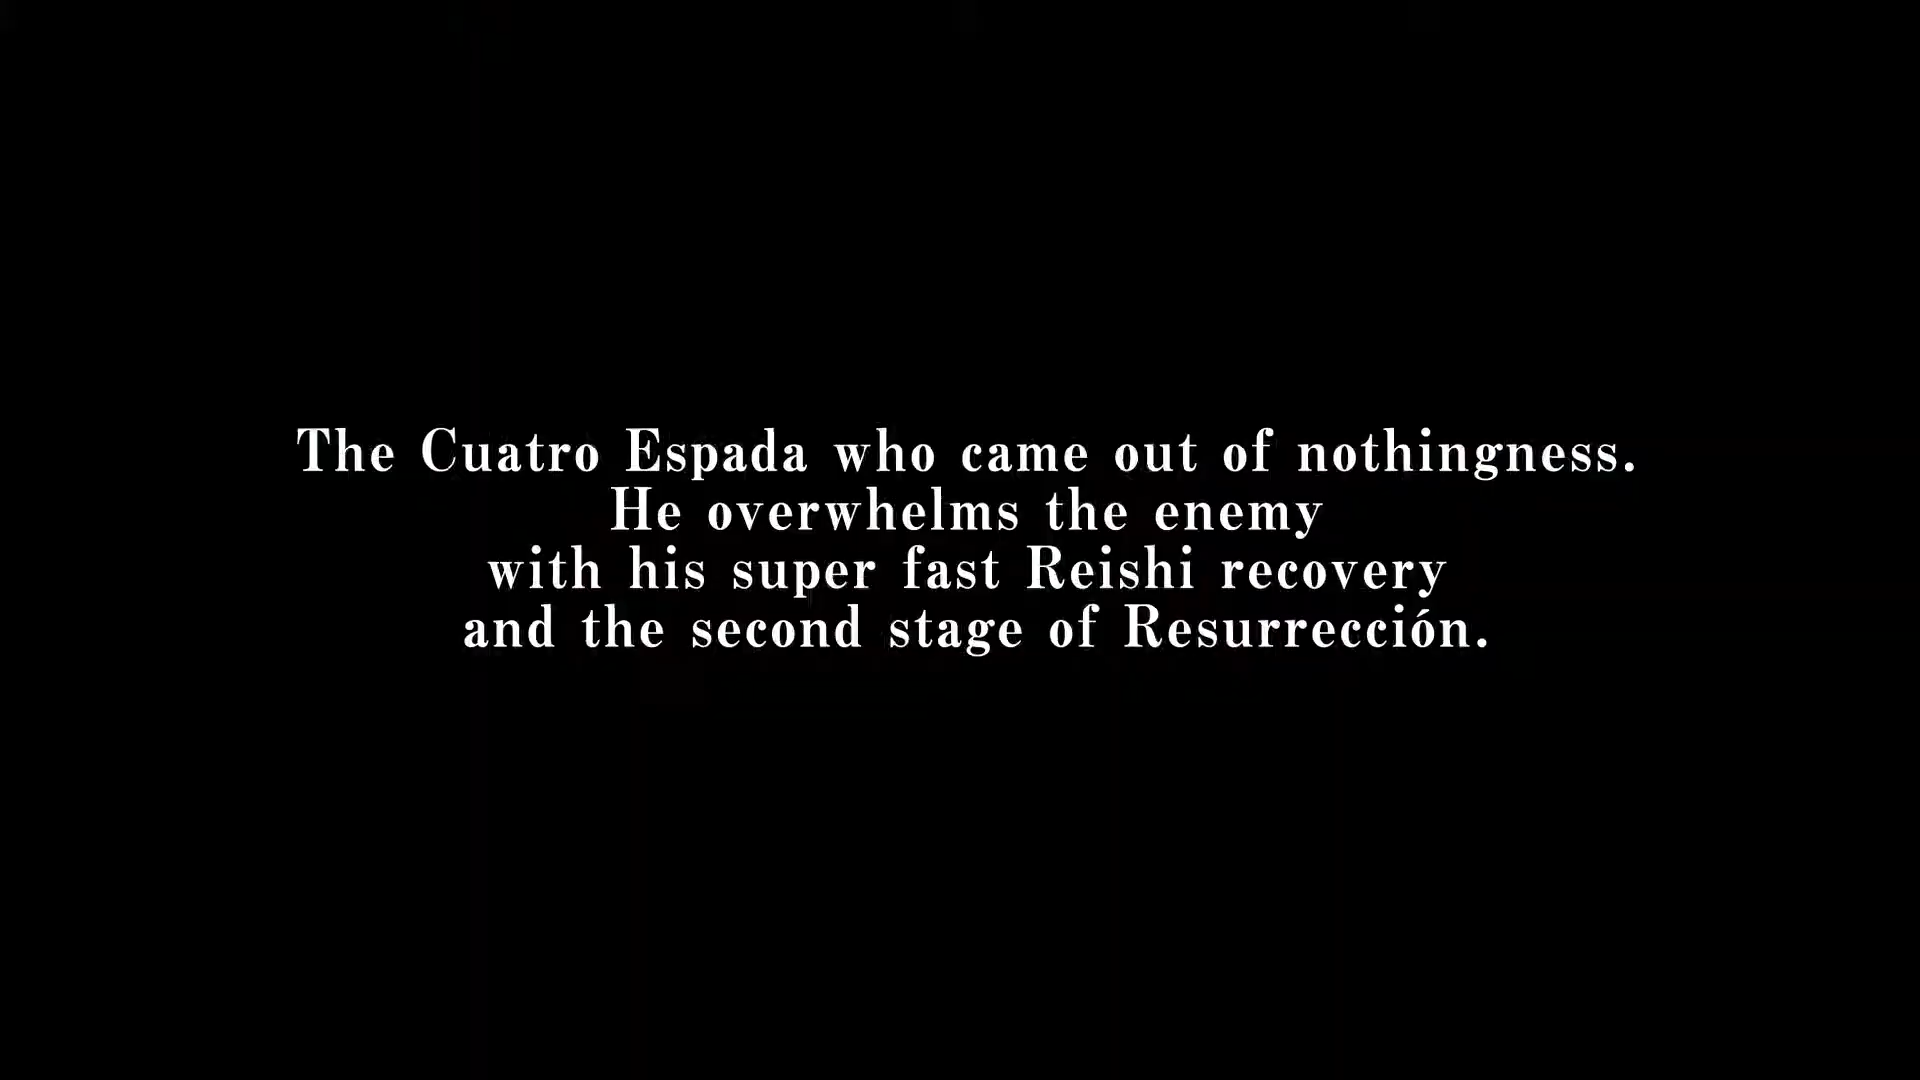 The Cuatro Espada who came out of nothingness.
He overwhelms the enemy
with his super fast Reishi recovery
and the second stage of Resurrección.